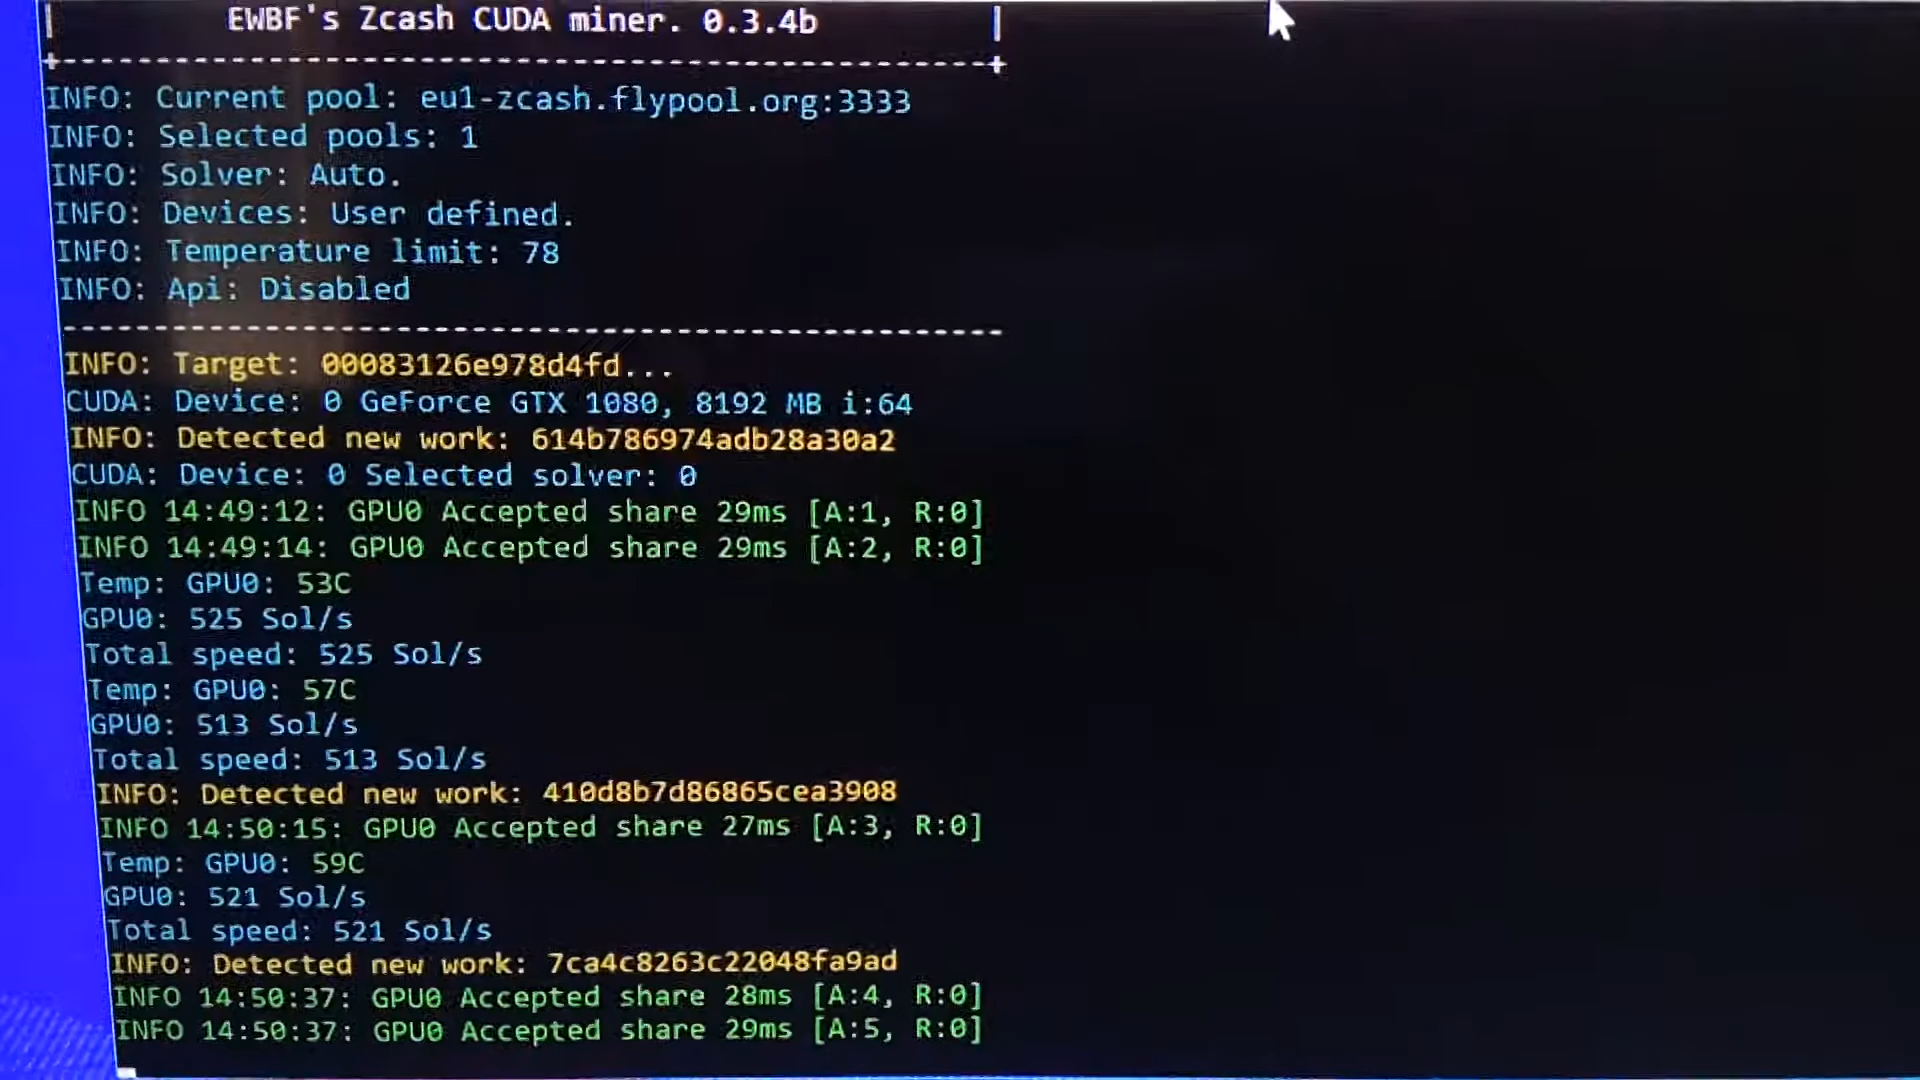 | EWBF's Zcash CUDA miner. 0.3.4b |
+---------------------------------------------------+
INFO: Current pool: eu1-zcash.flypool.org:3333
INFO: Selected pools: 1
INFO: Solver: Auto.
INFO: Devices: User defined.
INFO: Temperature limit: 78
INFO: Api: Disabled
---------------------------------------------------
INFO: Target: 00083126e978d4fd...
CUDA: Device: 0 GeForce GTX 1080, 8192 MB i:64
INFO: Detected new work: 614b786974adb28a30a2
CUDA: Device: 0 Selected solver: 0
INFO 14:49:12: GPU0 Accepted share 29ms [A:1, R:0]
INFO 14:49:14: GPU0 Accepted share 29ms [A:2, R:0]
Temp: GPU0: 53C
GPU0: 525 Sol/s
Total speed: 525 Sol/s
Temp: GPU0: 57C
GPU0: 513 Sol/s
Total speed: 513 Sol/s
INFO: Detected new work: 410d8b7d86865cea3908
INFO 14:50:15: GPU0 Accepted share 27ms [A:3, R:0]
Temp: GPU0: 59C
GPU0: 521 Sol/s
Total speed: 521 Sol/s
INFO: Detected new work: 7ca4c8263c22048fa9ad
INFO 14:50:37: GPU0 Accepted share 28ms [A:4, R:0]
INFO 14:50:37: GPU0 Accepted share 29ms [A:5, R:0]